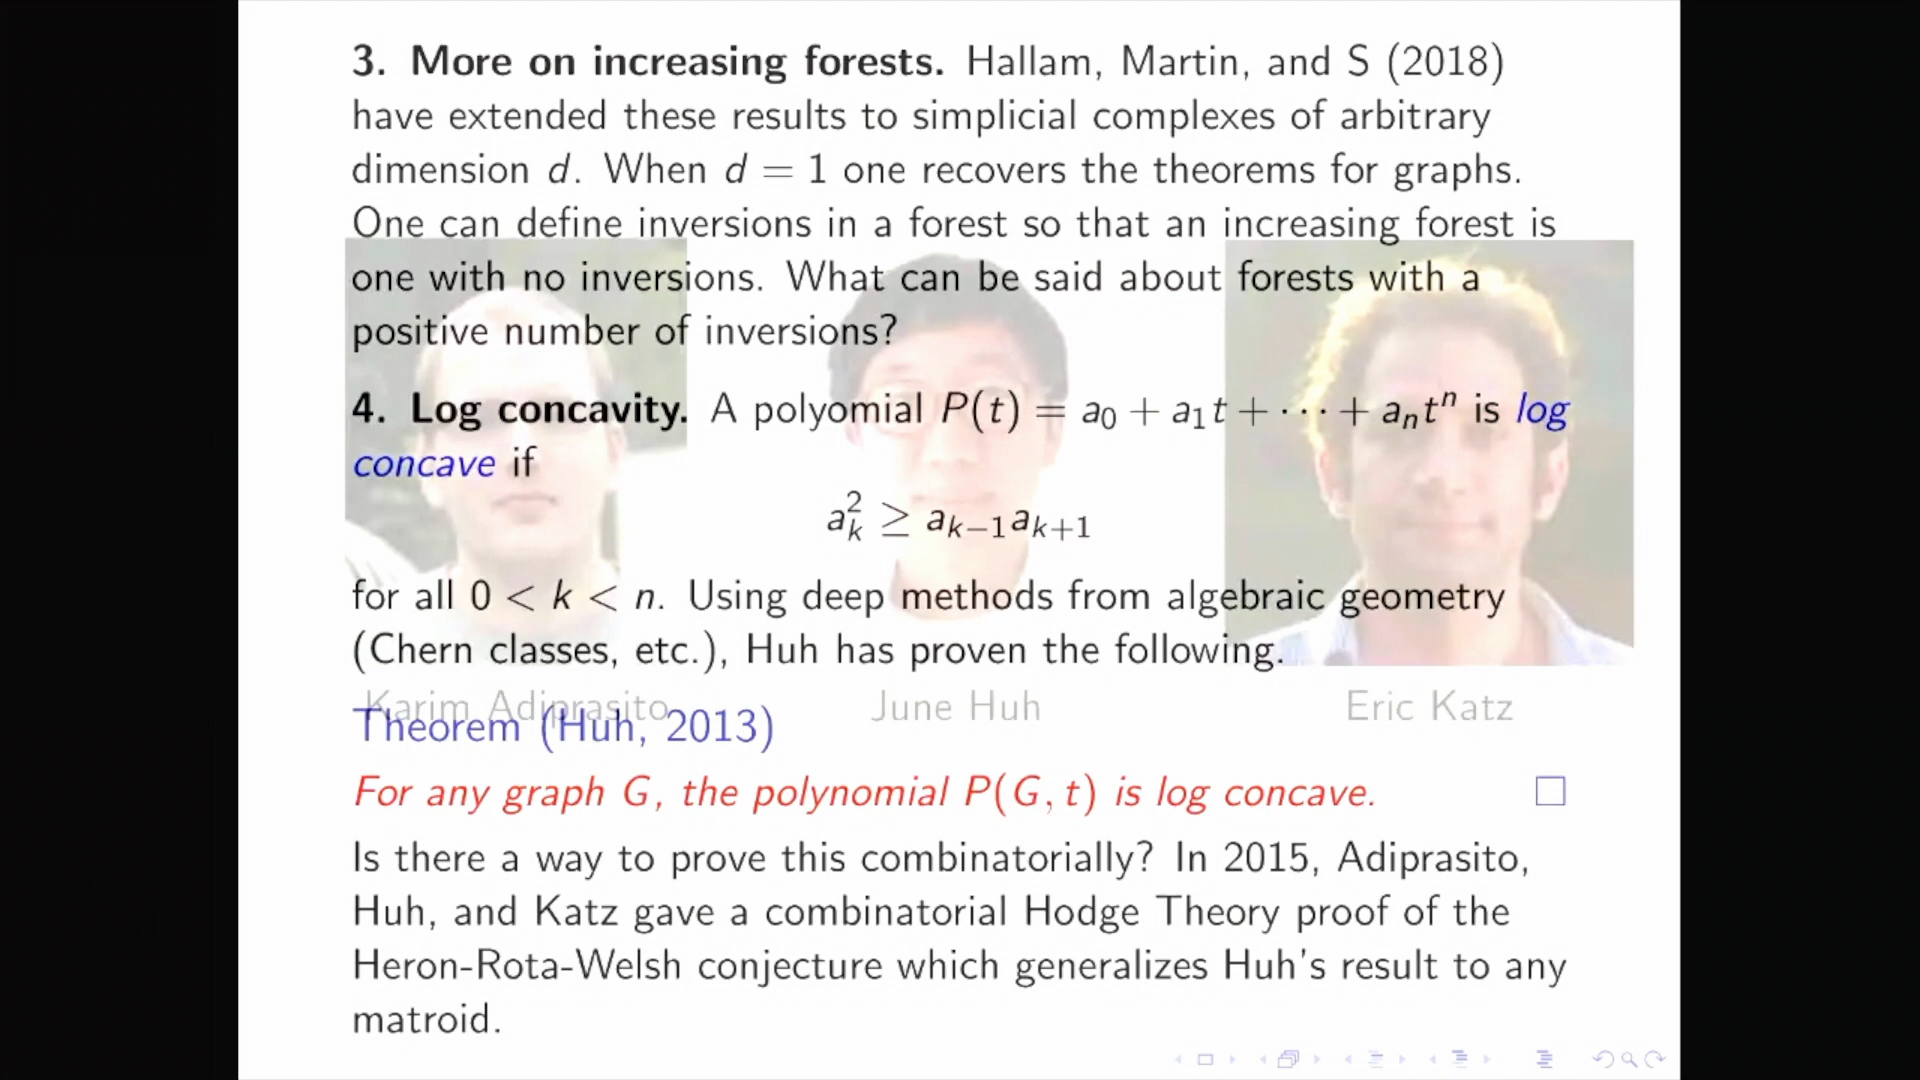 3. More on increasing forests. Hallam, Martin, and S (2018)
have extended these results to simplicial complexes of arbitrary
dimension d. When d = 1 one recovers the theorems for graphs.
One can define inversions in a forest so that an increasing forest is
one with no inversions. What can be said about forests with a
positive number of inversions?
4. Log concavity. A polyomial P(t) = a₀ + a₁t + · · · + aₙtⁿ is log
concave if
a_k^2 ≥ a_{k−1}a_{k+1}
for all 0 < k < n. Using deep methods from algebraic geometry
(Chern classes, etc.), Huh has proven the following.
Karim Adiprasito June Huh Eric Katz
Theorem (Huh, 2013)
For any graph G, the polynomial P(G, t) is log concave. □
Is there a way to prove this combinatorially? In 2015, Adiprasito,
Huh, and Katz gave a combinatorial Hodge Theory proof of the
Heron-Rota-Welsh conjecture which generalizes Huh's result to any
matroid.